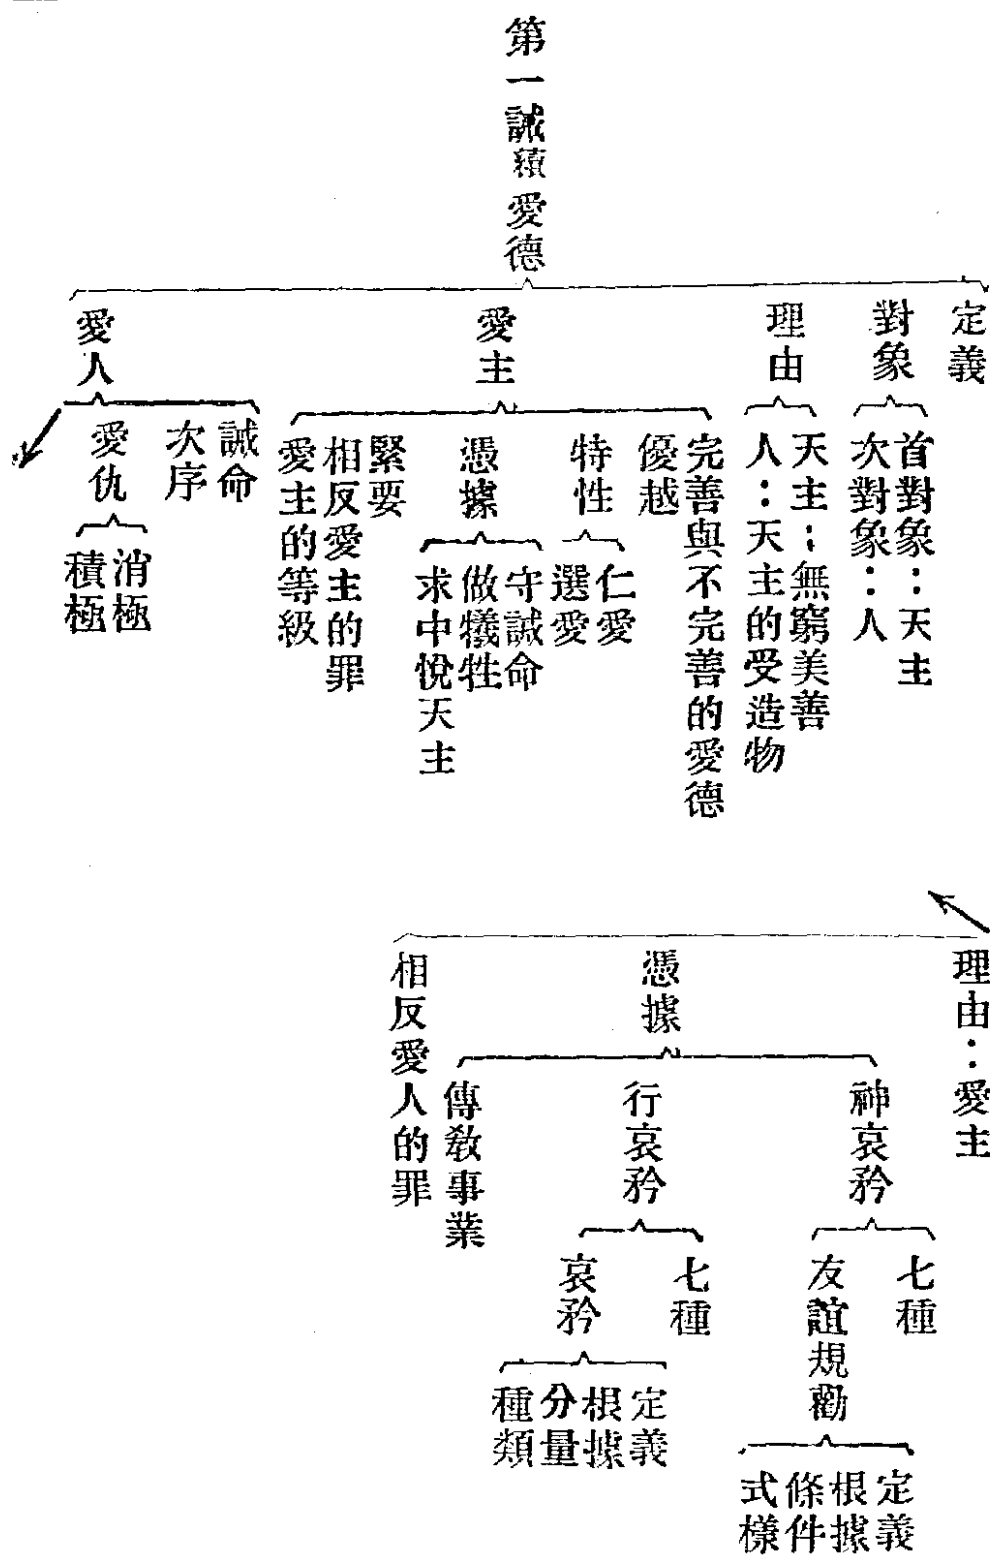 第一誡 積 愛德
定義
對象
首對象：天主
次對象：人
理由
天主：無窮美善
人：天主的受造物
愛主
完善與不完善的愛德
優越
特性
仁愛
選愛
憑據
守誡命
做犧牲
求中悅天主
緊要
相反愛主的罪
愛主的等級
愛人
誡命
次序
愛仇
消極
積極
理由：愛主
憑據
神哀矜
七種
友誼規勸
定義
根據
條件
式樣
行哀矜
七種
哀矜
定義
根據
分量
種類
傳敎事業
相反愛人的罪